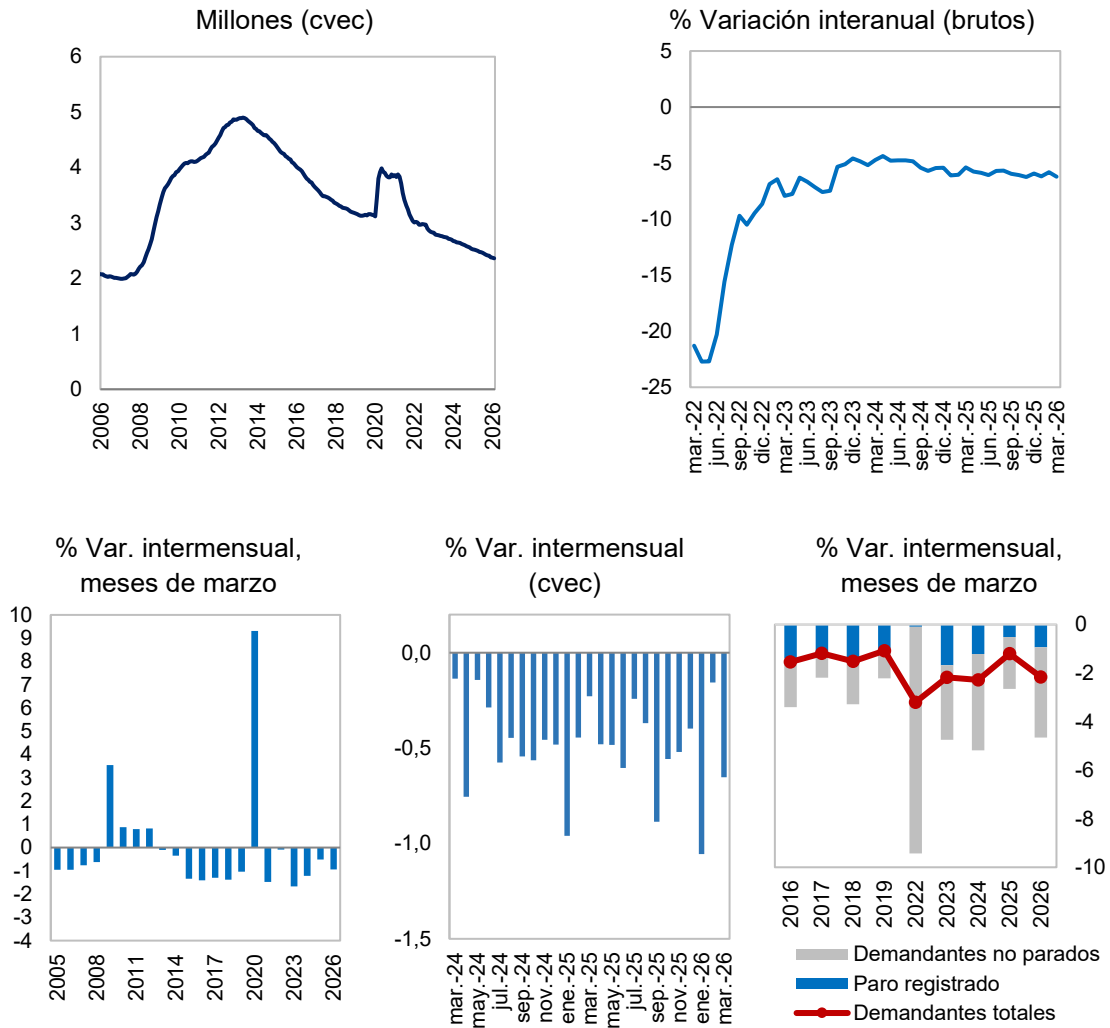 Millones (cvec)
6
5
4
3
2
1
0
2006
2008
2010
2012
2014
2016
2018
2020
2022
2024
2026
% Variación interanual (brutos)
5
0
-5
-10
-15
-20
-25
mar.-22
jun.-22
sep.-22
dic.-22
mar.-23
jun.-23
sep.-23
dic.-23
mar.-24
jun.-24
sep.-24
dic.-24
mar.-25
jun.-25
sep.-25
dic.-25
mar.-26
% Var. intermensual,
meses de marzo
10
9
8
7
6
5
4
3
2
1
0
-1
-2
-3
-4
2005
2008
2011
2014
2017
2020
2023
2026
% Var. intermensual
(cvec)
0,0
-0,5
-1,0
-1,5
mar.-24
may.-24
jul.-24
sep.-24
nov.-24
ene.-25
mar.-25
may.-25
jul.-25
sep.-25
nov.-25
ene.-26
mar.-26
% Var. intermensual,
meses de marzo
0
-2
-4
-6
-8
-10
2016
2017
2018
2019
2022
2023
2024
2025
2026
Demandantes no parados
Paro registrado
Demandantes totales